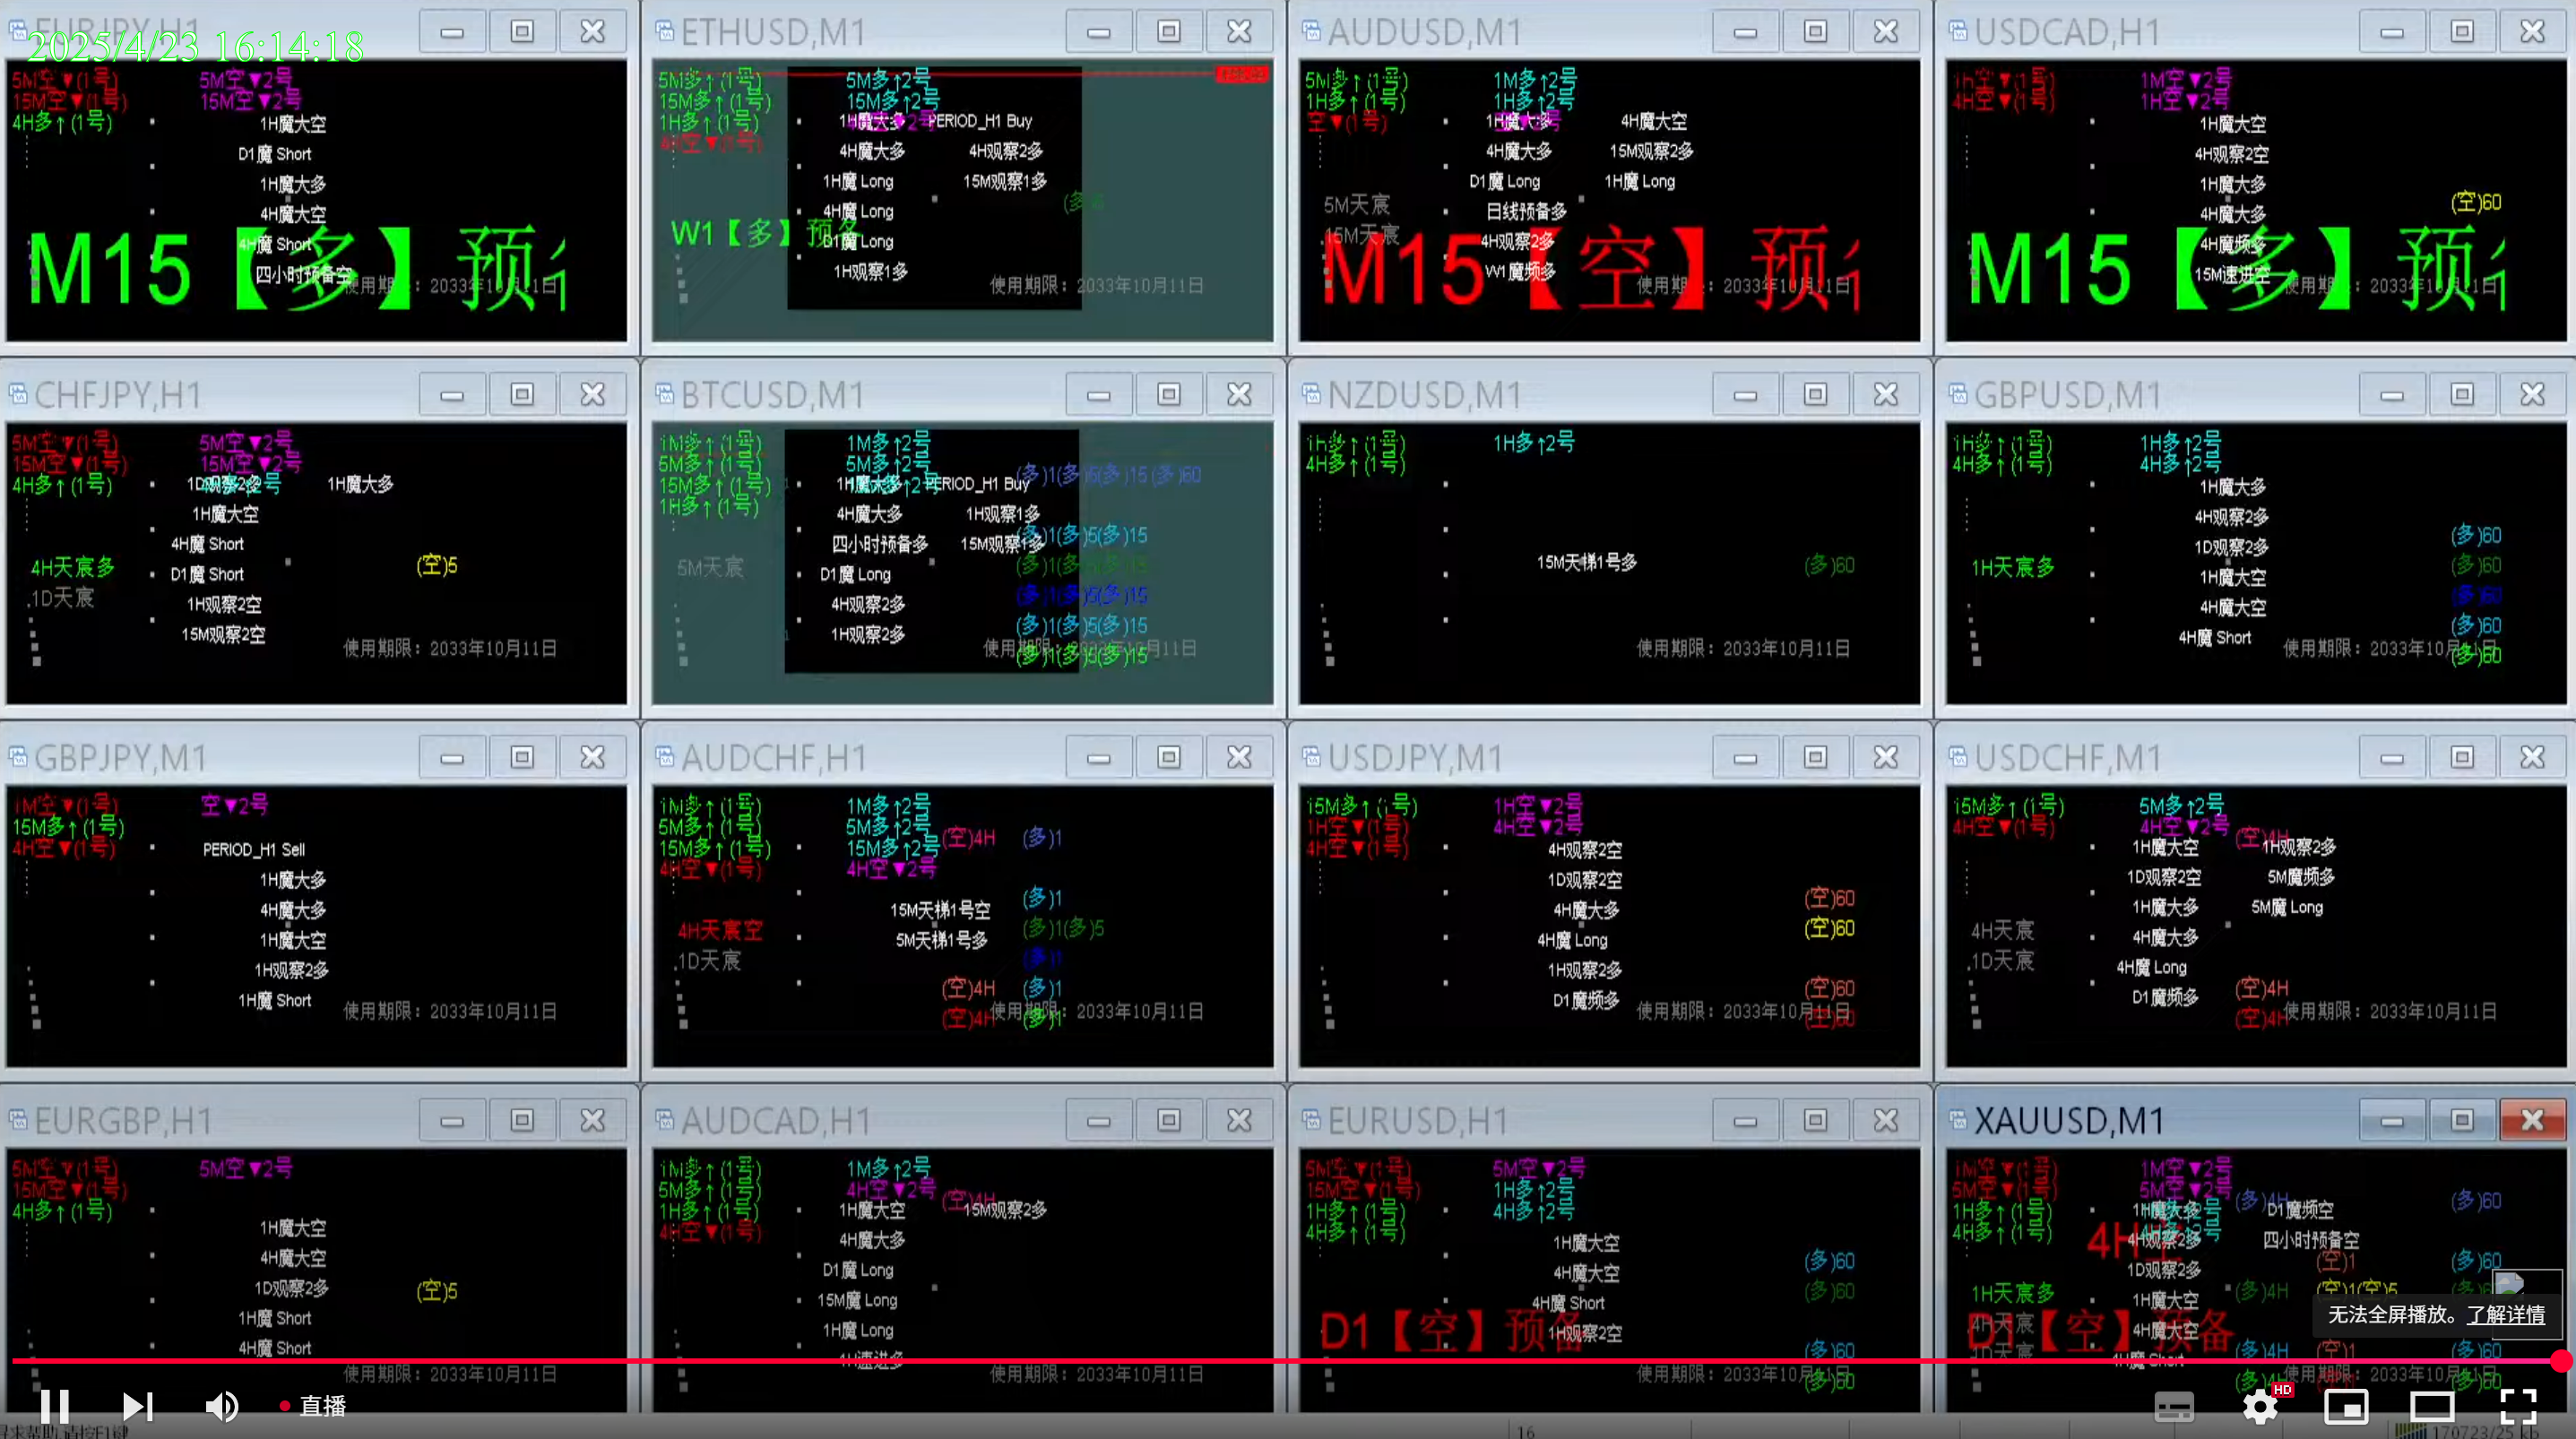 EURJPY,H1
2025/4/23 16:14:18
5M空▼(1号) 5M空▼2号
15M空▼(1号) 15M空▼2号
4H多↑(1号)
1H魔大空
D1魔 Short
1H魔大多
4H魔大空
4H魔 Short
四小时预备空
M15【多】预
使用期限：2033年10月11日
ETHUSD,M1
5M多↑(1号) 5M多↑2号
15M多↑(1号) 15M多↑2号
1H多↑(1号) 1H魔大多 PERIOD_H1 Buy
4H空▼(1号)
4H魔大多 4H观察2多
1H魔 Long 15M观察1多
4H魔 Long
W1【多】预备
D1魔 Long
1H观察1多
使用期限：2033年10月11日
AUDUSD,M1
5M多↑(1号) 1M多↑2号
1H多↑(1号) 1H多↑2号
空▼(1号) 1H魔大多 4H魔大空
4H魔大多 15M观察2多
D1魔 Long 1H魔 Long
5M天宸 日线预备多
15M天宸 4H观察2多
W1魔频多
M15【空】预
使用期限：2033年10月11日
USDCAD,H1
1H空▼(1号) 1M空▼2号
4H空▼(1号) 1H空▼2号
1H魔大空
4H观察2空
1H魔大多
(空)60
4H魔大多
4H魔频多
15M速进空
M15【多】预
使用期限：2033年10月11日
CHFJPY,H1
5M空▼(1号) 5M空▼2号
15M空▼(1号) 15M空▼2号
4H多↑(1号) 1D观察2多 1H魔大多
1H魔大空
4H魔 Short
4H天宸多 (空)5
D1魔 Short
1D天宸
1H观察2空
15M观察2空
使用期限：2033年10月11日
BTCUSD,M1
1M多↑(1号) 1M多↑2号
5M多↑(1号) 5M多↑2号
(多)1(多)5(多)15(多)60
15M多↑(1号) 1H魔大多 PERIOD_H1 Buy
1H多↑(1号)
4H魔大多 1H观察1多
(多)1(多)5(多)15
四小时预备多 15M观察1多
5M天宸 (多)1(多)5(多)15
D1魔 Long
(多)1(多)5(多)15
4H观察2多
(多)1(多)5(多)15
1H观察2多
使用期限：2033年10月11日
(多)1(多)5(多)15
NZDUSD,M1
1H多↑(1号) 1H多↑2号
4H多↑(1号)
15M天梯1号多 (多)60
使用期限：2033年10月11日
GBPUSD,M1
1H多↑(1号) 1H多↑2号
4H多↑(1号) 4H多↑2号
1H魔大多
4H观察2多
(多)60
1D观察2多
1H天宸多 (多)60
1H魔大空
(多)60
4H魔大空
(多)60
4H魔 Short
使用期限：2033年10月11日
(多)60
GBPJPY,M1
1M空▼(1号) 空▼2号
15M多↑(1号)
4H空▼(1号) PERIOD_H1 Sell
1H魔大多
4H魔大多
1H魔大空
1H观察2多
1H魔 Short
使用期限：2033年10月11日
AUDCHF,H1
1M多↑(1号) 1M多↑2号
5M多↑(1号) 5M多↑2号
(空)4H (多)1
15M多↑(1号) 15M多↑2号
4H空▼(1号) 4H空▼2号
(多)1
15M天梯1号空
4H天宸空 (多)1(多)5
5M天梯1号多
1D天宸 (多)1
(空)4H (多)1
使用期限：2033年10月11日
(空)4H (多)1
USDJPY,M1
15M多↑(1号) 1H空▼2号
1H空▼(1号) 4H空▼2号
4H空▼(1号) 4H观察2空
1D观察2空
(空)60
4H魔大多
(空)60
4H魔 Long
1H观察2多
(空)60
D1魔频多
使用期限：2033年10月11日
(空)60
USDCHF,M1
15M多↑(1号) 5M多↑2号
4H空▼(1号) 4H空▼2号
(空)4H
1H魔大空 1H观察2多
1D观察2空 5M魔频多
1H魔大多 5M魔 Long
4H天宸 4H魔大多
1D天宸 4H魔 Long
(空)4H
D1魔频多
使用期限：2033年10月11日
(空)4H
EURGBP,H1
5M空▼(1号) 5M空▼2号
15M空▼(1号)
4H多↑(1号)
1H魔大空
4H魔大空
1D观察2多 (空)5
1H魔 Short
4H魔 Short
使用期限：2033年10月11日
AUDCAD,H1
1M多↑(1号) 1M多↑2号
5M多↑(1号) 4H空▼2号
(空)4H
1H多↑(1号) 1H魔大空 15M观察2多
4H空▼(1号) 4H魔大多
D1魔 Long
15M魔 Long
1H魔 Long
使用期限：2033年10月11日
EURUSD,H1
5M空▼(1号) 5M空▼2号
15M空▼(1号) 1H多↑2号
1H多↑(1号) 4H多↑2号
4H多↑(1号) 1H魔大空
(多)60
4H魔大空
(多)60
4H魔 Short
D1【空】预备
1H观察2空
(多)60
使用期限：2033年10月11日
(多)60
XAUUSD,M1
1M空▼(1号) 1M空▼2号
5M空▼(1号) 5M空▼2号
(多)4H (多)60
1H多↑(1号) 1H魔大多 D1魔频空
4H多↑(1号) 4H观察2多 四小时预备空
4H
(空)1 (多)60
1D观察2多
1H天宸多 (多)4H (空)1(空)5
1H魔大空
无法全屏播放。了解详情
D1【空】预备
4H天宸 4H魔大空
1D天宸 (多)4H (空)1 (多)60
4H魔 Short
使用期限：2033年10月11日
直播
HD
16
170723/25 kb